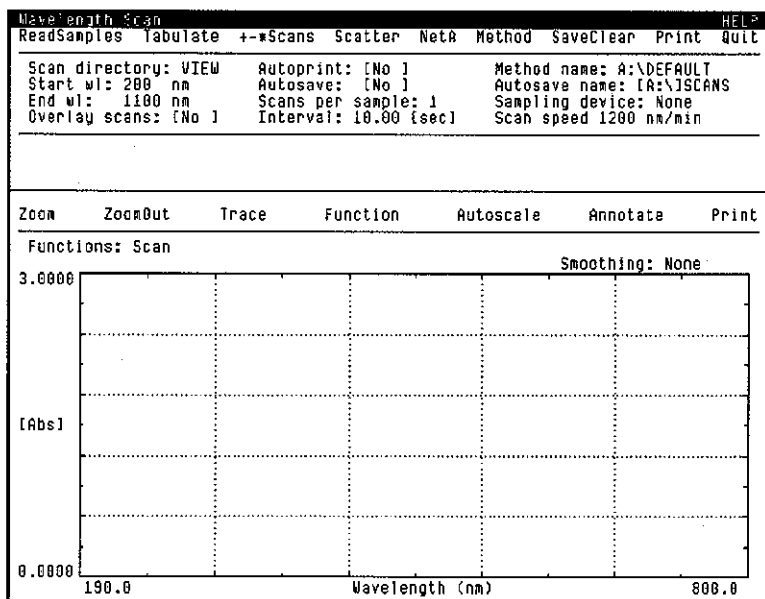 Wavelength Scan HELP
ReadSamples Tabulate +-*Scans Scatter NetA Method SaveClear Print Quit
Scan directory: VIEW Autoprint: [No ] Method name: A:\DEFAULT
Start wl: 200 nm Autosave: [No ] Autosave name: [A:\]SCANS
End wl: 1100 nm Scans per sample: 1 Sampling device: None
Overlay scans: [No ] Interval: 10.00 [sec] Scan speed 1200 nm/min
Zoom ZoomOut Trace Function Autoscale Annotate Print
Functions: Scan
Smoothing: None
3.0000
[Abs]
0.0000
190.0 Wavelength (nm) 800.0